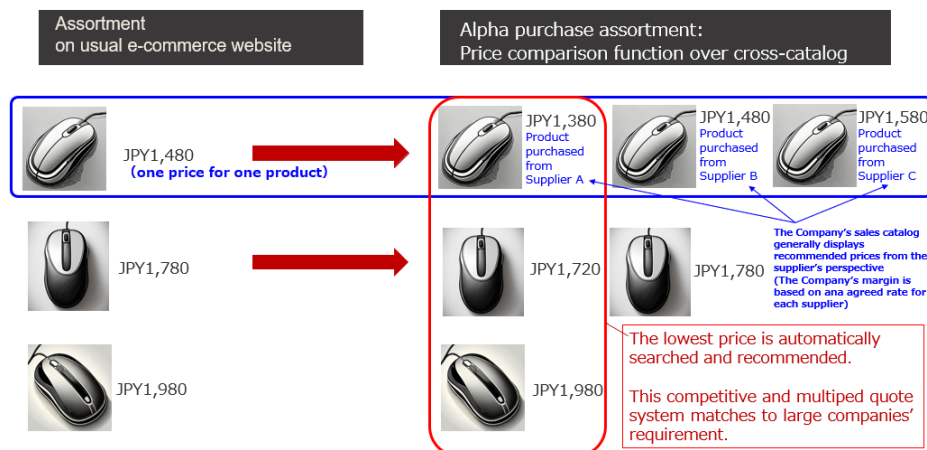 Assortment
on usual e-commerce website
Alpha purchase assortment:
Price comparison function over cross-catalog
JPY1,480
(one price for one product)
JPY1,380
Product
purchased
from
Supplier A
JPY1,480
Product
purchased
from
Supplier B
JPY1,580
Product
purchased
from
Supplier C
The Company's sales catalog
generally displays
recommended prices from the
supplier's perspective
(The Company's margin is
based on ana agreed rate for
each supplier)
JPY1,780
JPY1,720
JPY1,780
JPY1,980
JPY1,980
The lowest price is automatically
searched and recommended.
This competitive and multiped quote
system matches to large companies'
requirement.